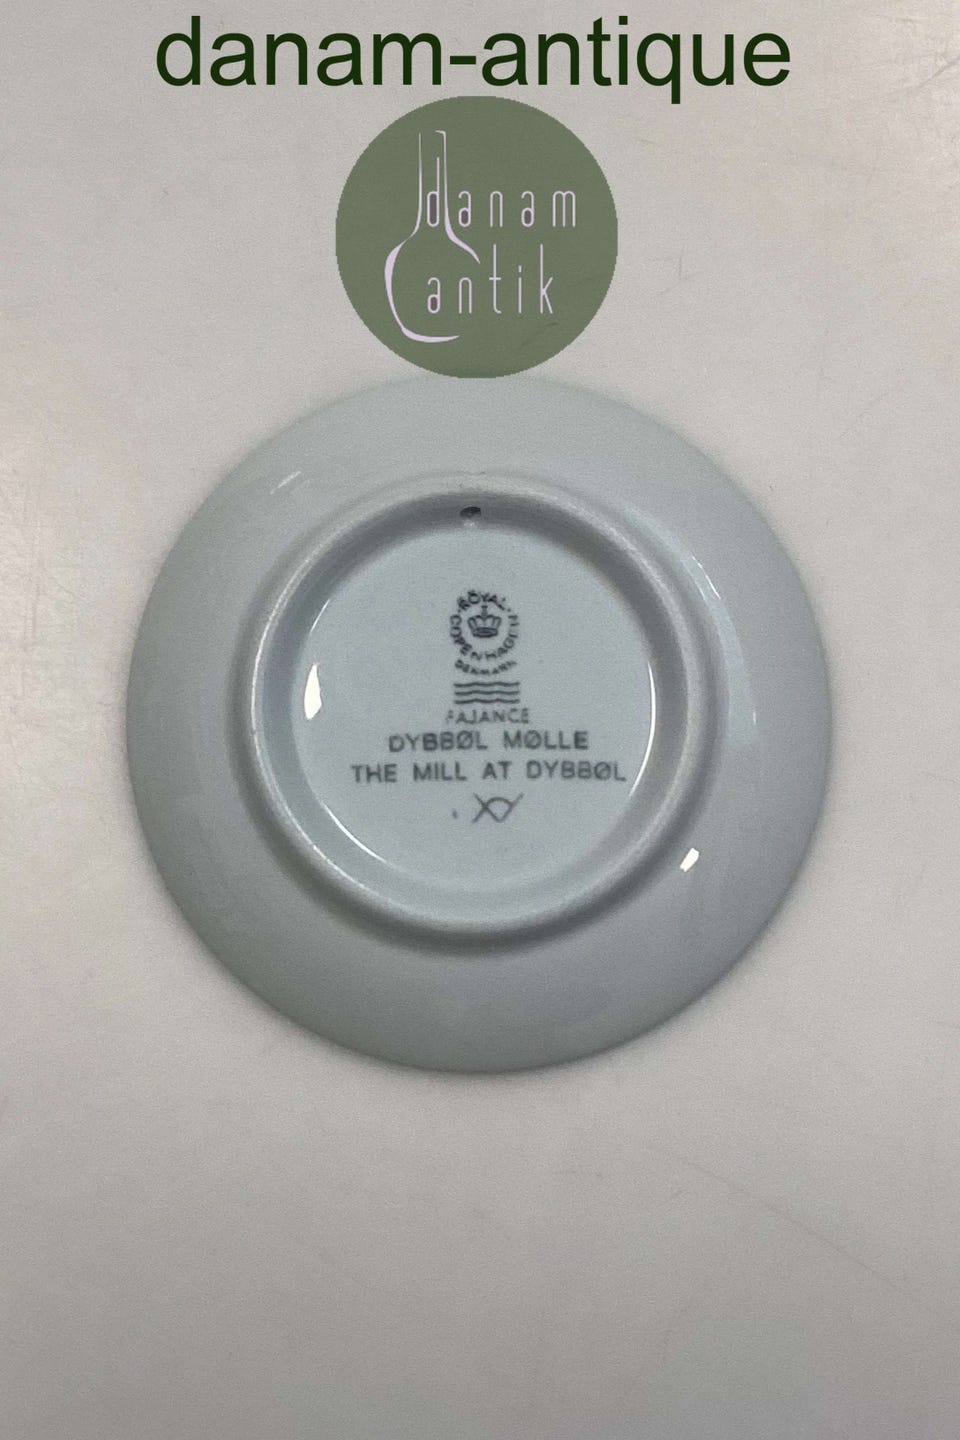 danam-antique
danam
antik
ROYAL
COPENHAGEN
DENMARK
FAJANCE
DYBBØL MØLLE
THE MILL AT DYBBØL